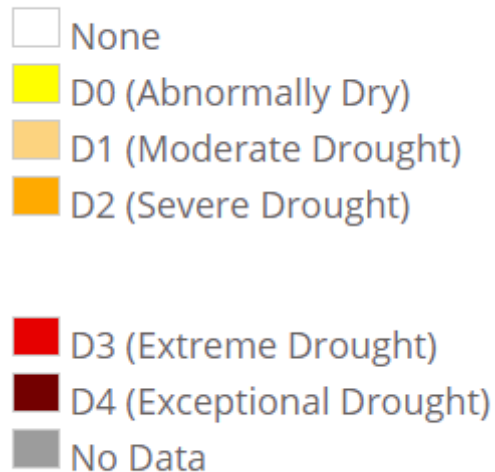 None
D0 (Abnormally Dry)
D1 (Moderate Drought)
D2 (Severe Drought)
D3 (Extreme Drought)
D4 (Exceptional Drought)
No Data